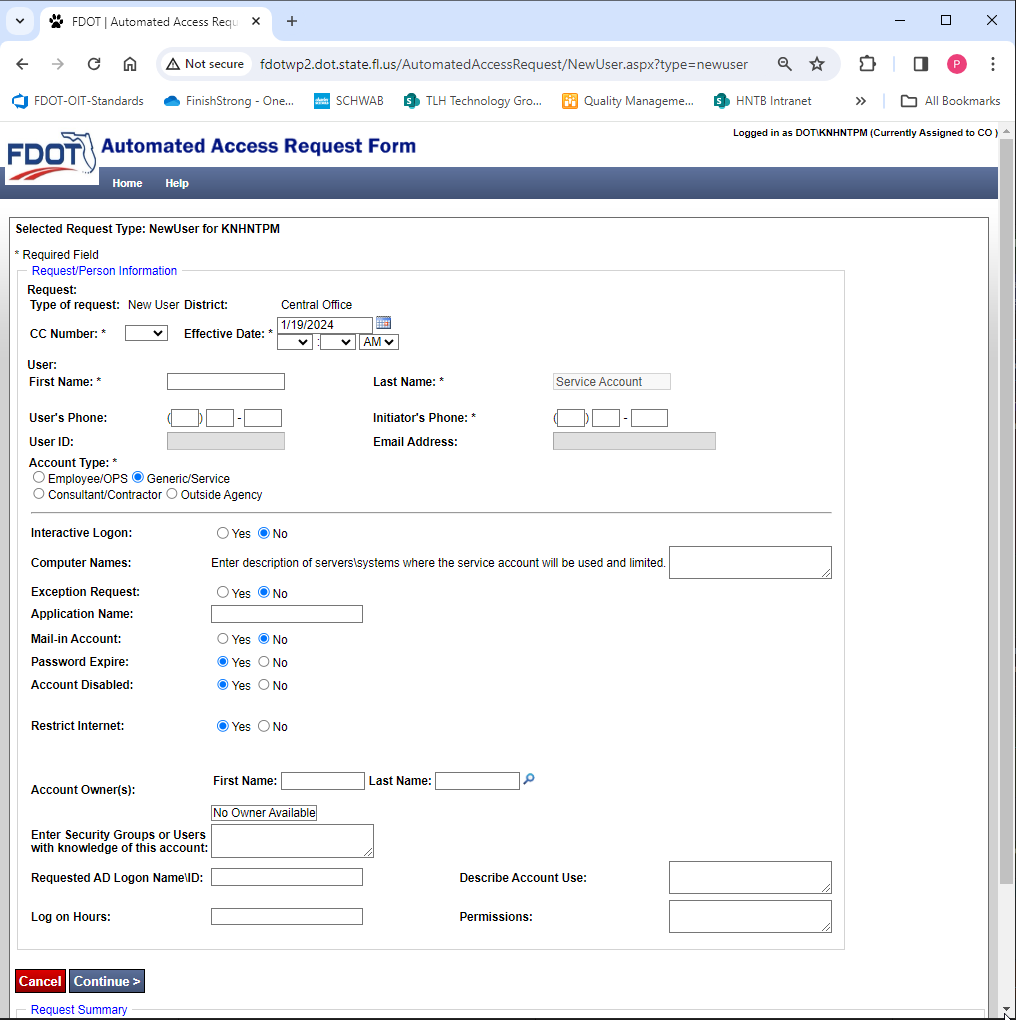 FDOT | Automated Access Requ
Not secure
fdotwp2.dot.state.fl.us/AutomatedAccessRequest/NewUser.aspx?type=newuser
P
FDOT-OIT-Standards
FinishStrong - One...
SCHWAB
TLH Technology Gro...
Quality Manageme...
HNTB Intranet
All Bookmarks
Logged in as DOT\KNHNTPM (Currently Assigned to CO )
FDOT
Automated Access Request Form
Home Help
Selected Request Type: NewUser for KNHNTPM
* Required Field
Request/Person Information
Request:
Type of request: New User District: Central Office
CC Number: * Effective Date: * 1/19/2024
: AM
User:
First Name: * Last Name: * Service Account
User's Phone: ( ) - Initiator's Phone: * ( ) -
User ID: Email Address:
Account Type: *
Employee/OPS Generic/Service
Consultant/Contractor Outside Agency
Interactive Logon: Yes No
Computer Names: Enter description of servers\systems where the service account will be used and limited.
Exception Request: Yes No
Application Name:
Mail-in Account: Yes No
Password Expire: Yes No
Account Disabled: Yes No
Restrict Internet: Yes No
Account Owner(s): First Name: Last Name:
No Owner Available
Enter Security Groups or Users
with knowledge of this account:
Requested AD Logon Name\ID: Describe Account Use:
Log on Hours: Permissions:
Cancel Continue >
Request Summary